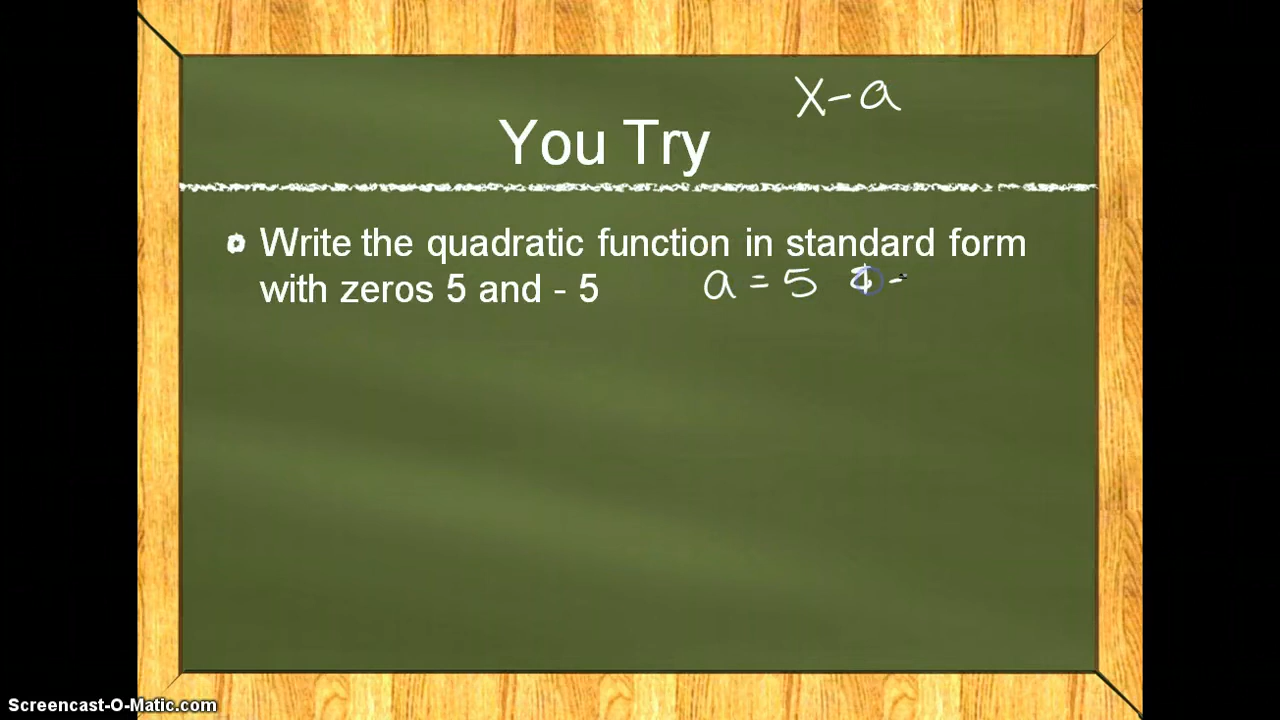 x-a
You Try
Write the quadratic function in standard form
with zeros 5 and - 5
a = 5 & -
Screencast-O-Matic.com